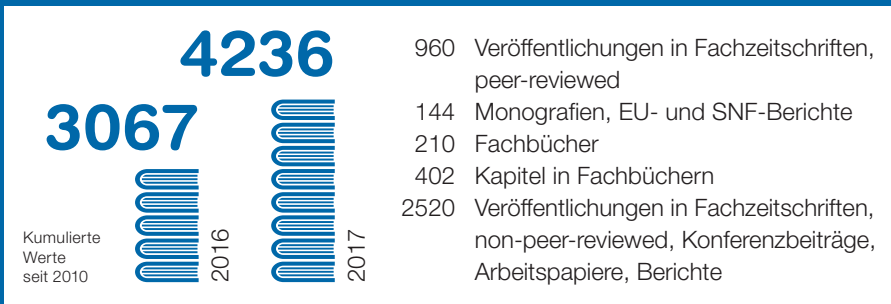 4236
3067
Kumulierte
Werte
seit 2010
2016
2017
960 Veröffentlichungen in Fachzeitschriften,
peer-reviewed
144 Monografien, EU- und SNF-Berichte
210 Fachbücher
402 Kapitel in Fachbüchern
2520 Veröffentlichungen in Fachzeitschriften,
non-peer-reviewed, Konferenzbeiträge,
Arbeitspapiere, Berichte